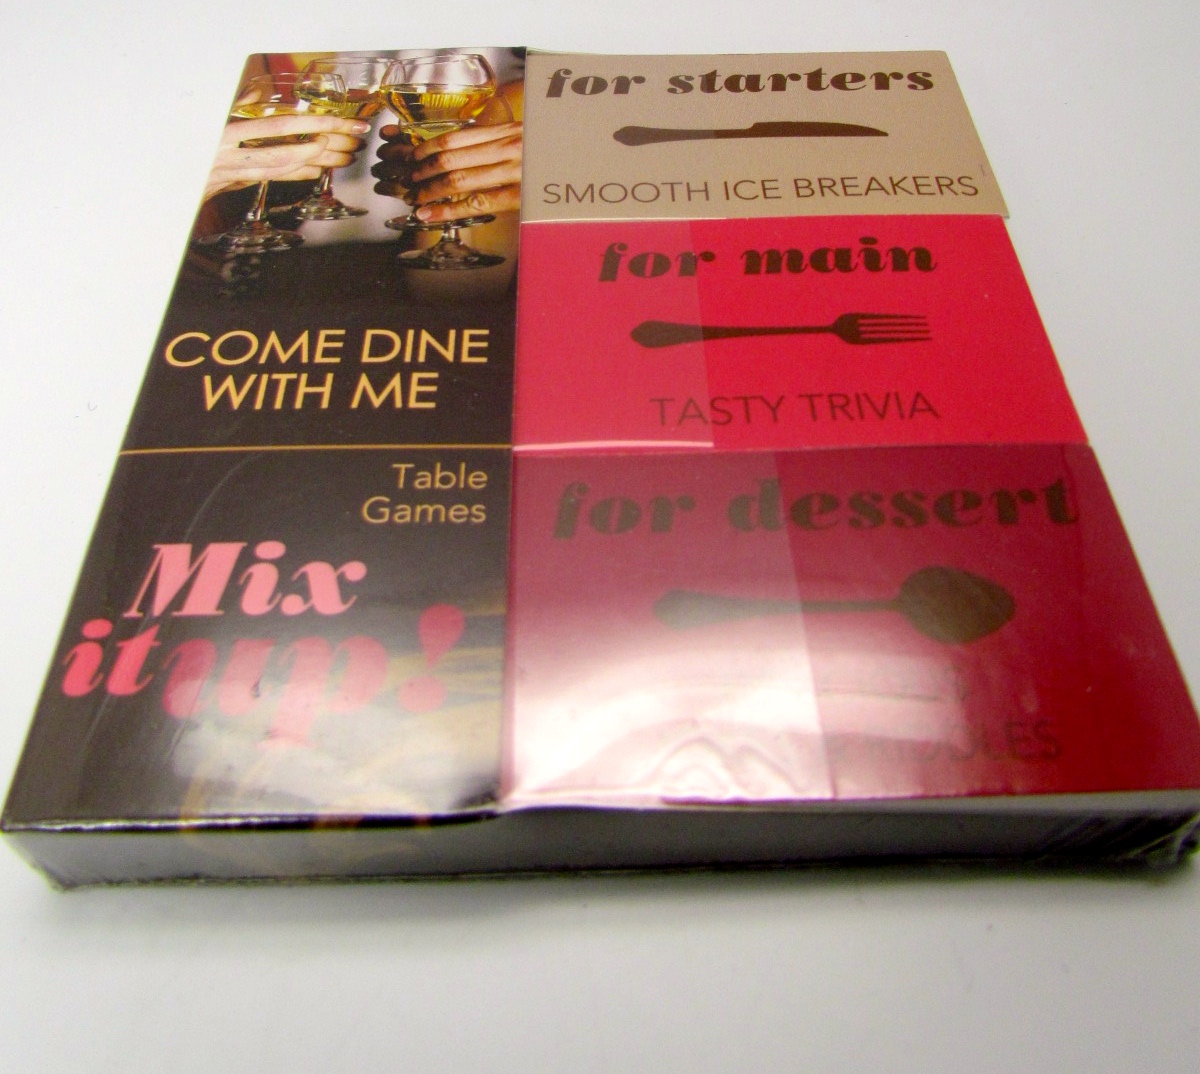 COME DINE
WITH ME
Table
Games
Mix
it up!
for starters
SMOOTH ICE BREAKERS
for main
TASTY TRIVIA
for dessert